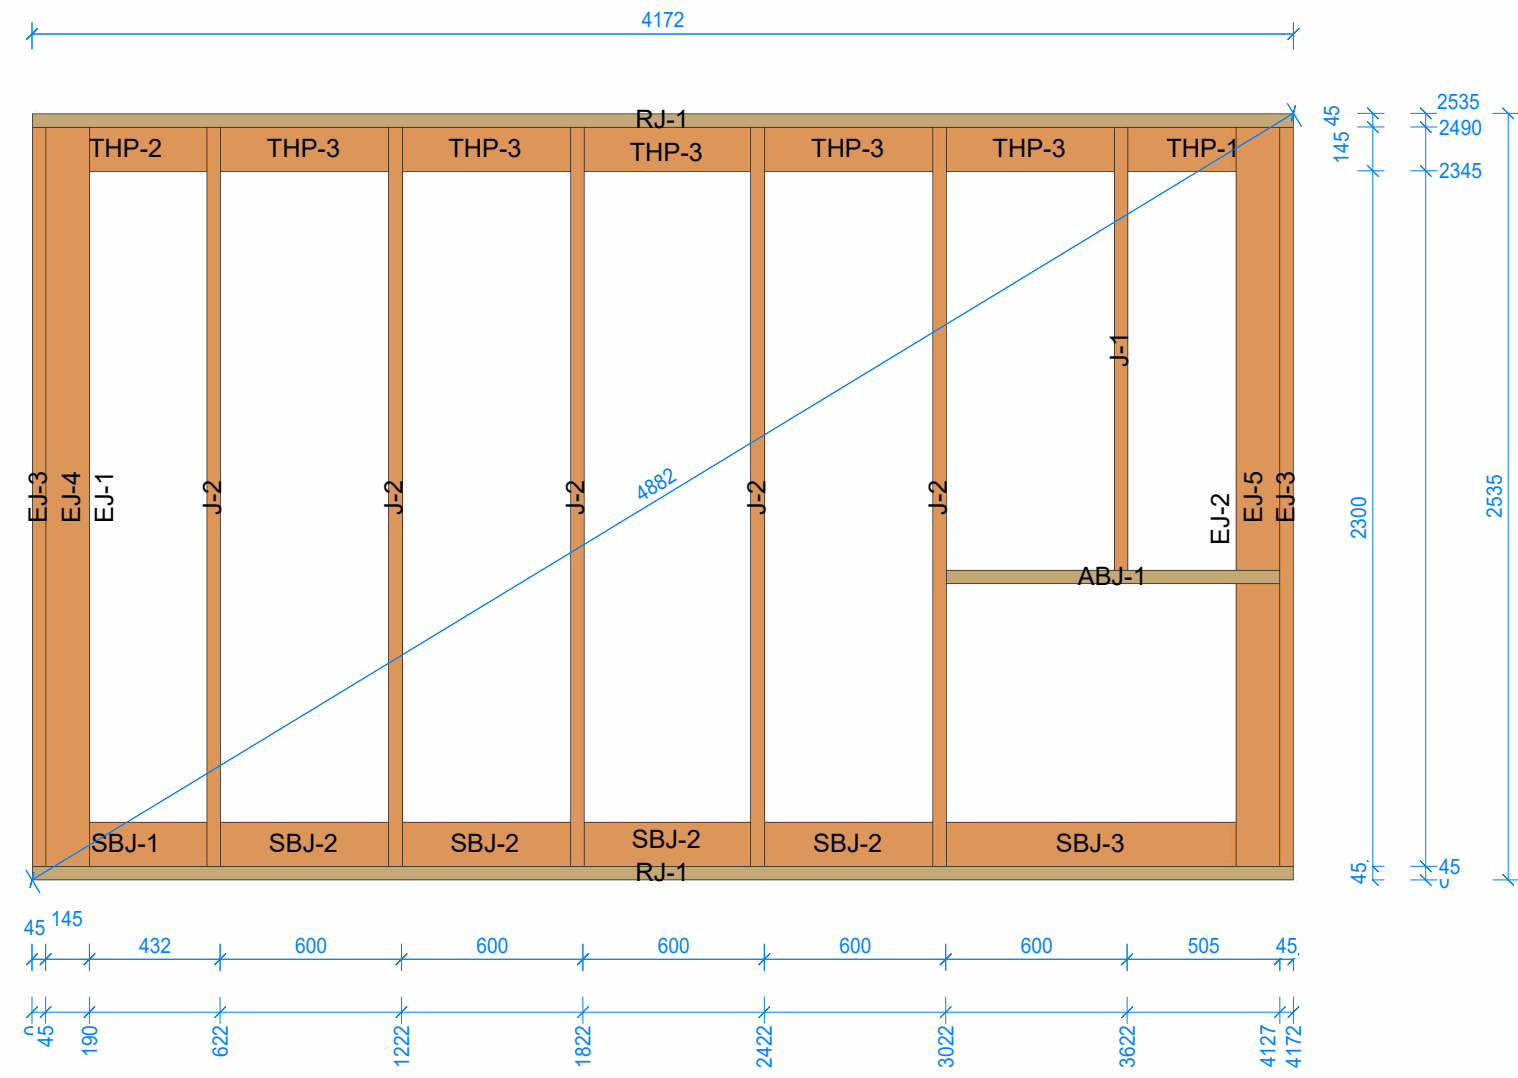 4172
RJ-1
45
2535
2490
145
2345
THP-2
THP-3
THP-3
THP-3
THP-3
THP-3
THP-1
J-1
4882
EJ-3
EJ-4
EJ-1
J-2
J-2
J-2
J-2
J-2
EJ-2
EJ-5
EJ-3
2300
2535
ABJ-1
SBJ-1
SBJ-2
SBJ-2
SBJ-2
SBJ-2
SBJ-3
RJ-1
45
45
45
145
432
600
600
600
600
600
505
45
45
190
622
1222
1822
2422
3022
3622
4127
4172